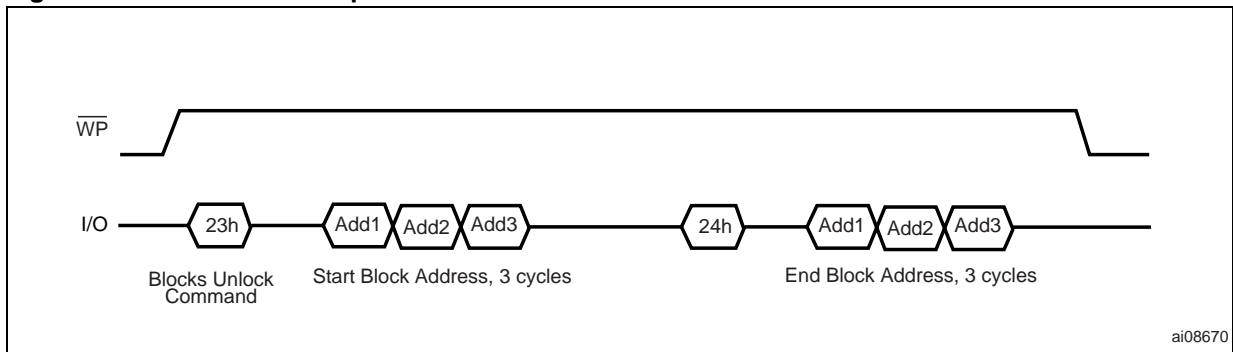 WP
I/O
23h
Add1
Add2
Add3
24h
Add1
Add2
Add3
Blocks Unlock
Command
Start Block Address, 3 cycles
End Block Address, 3 cycles
ai08670